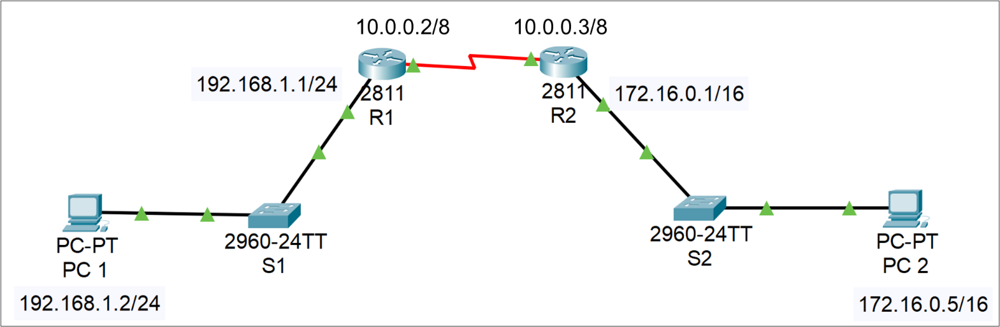 10.0.0.2/8
10.0.0.3/8
192.168.1.1/24
2811
R1
2811
R2
172.16.0.1/16
PC-PT
PC 1
192.168.1.2/24
2960-24TT
S1
2960-24TT
S2
PC-PT
PC 2
172.16.0.5/16